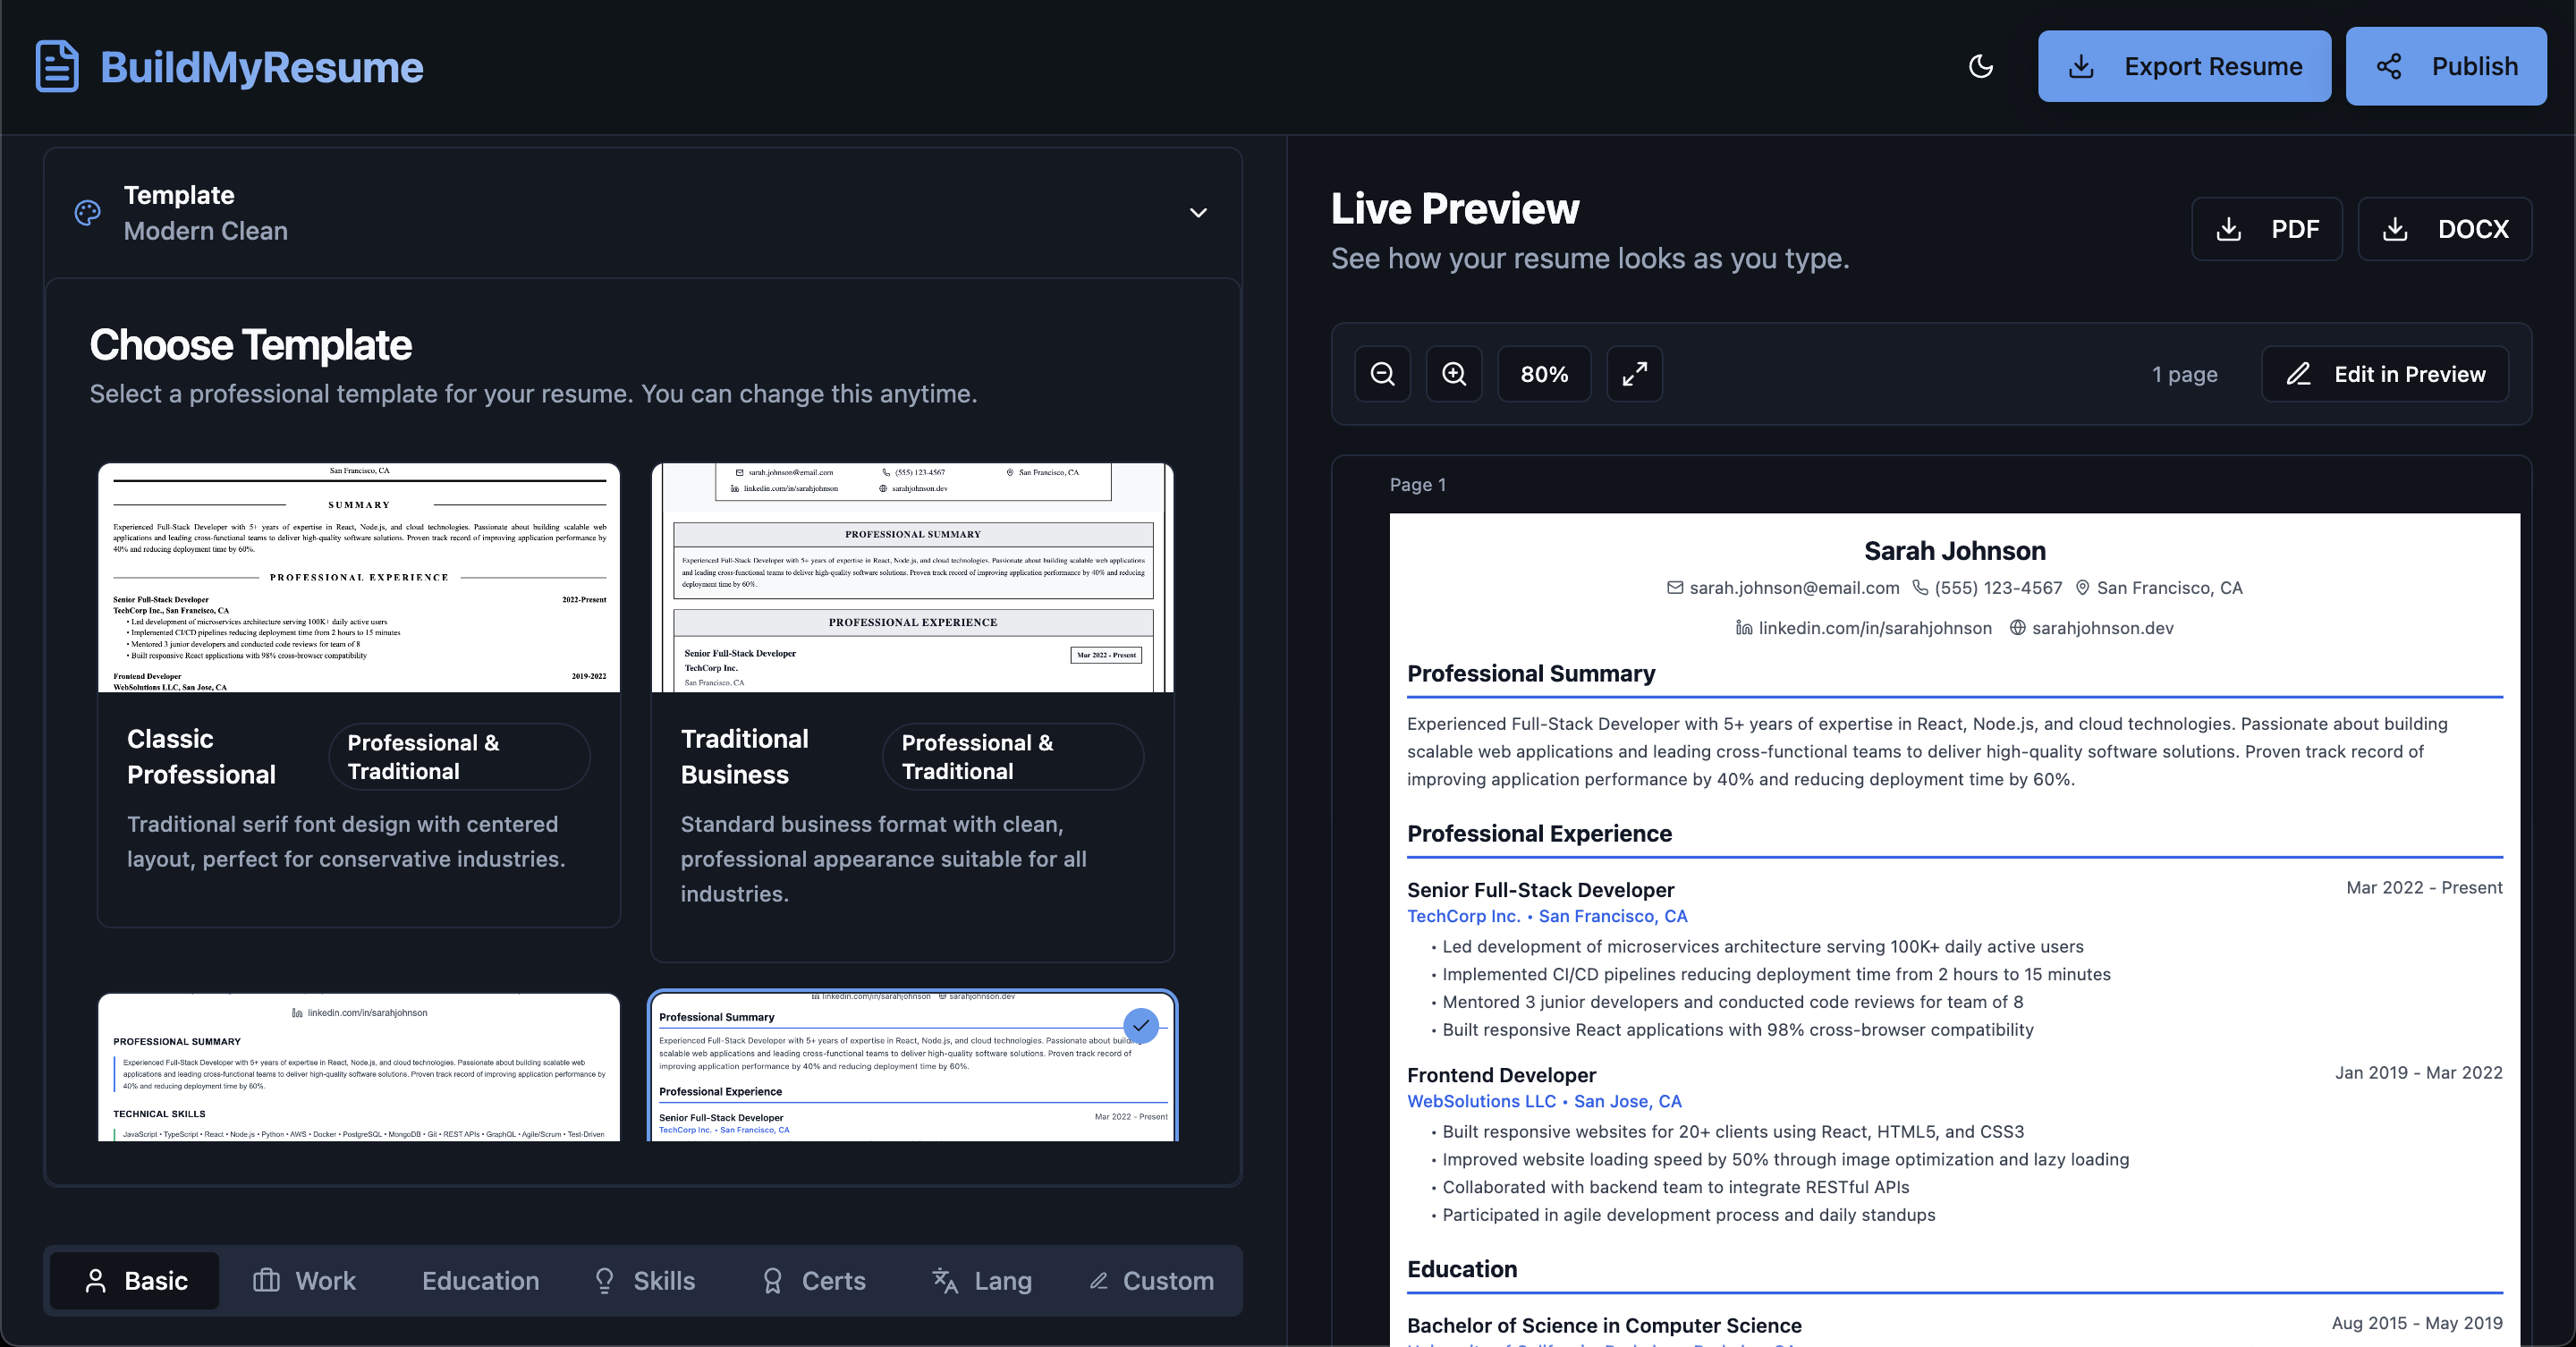 BuildMyResume
Export Resume
Publish
Template
Modern Clean
Choose Template
Select a professional template for your resume. You can change this anytime.
San Francisco, CA
SUMMARY
Experienced Full-Stack Developer with 5+ years of expertise in React, Node.js, and cloud technologies. Passionate about building scalable web
applications and leading cross-functional teams to deliver high-quality software solutions. Proven track record of improving application performance by
40% and reducing deployment time by 60%.
PROFESSIONAL EXPERIENCE
Senior Full-Stack Developer 2022-Present
TechCorp Inc., San Francisco, CA
• Led development of microservices architecture serving 100K+ daily active users
• Implemented CI/CD pipelines reducing deployment time from 2 hours to 15 minutes
• Mentored 3 junior developers and conducted code reviews for team of 8
• Built responsive React applications with 98% cross-browser compatibility
Frontend Developer 2019-2022
WebSolutions LLC, San Jose, CA
Classic
Professional
Professional &
Traditional
Traditional serif font design with centered
layout, perfect for conservative industries.
sarah.johnson@email.com (555) 123-4567 San Francisco, CA
linkedin.com/in/sarahjohnson sarahjohnson.dev
PROFESSIONAL SUMMARY
Experienced Full-Stack Developer with 5+ years of expertise in React, Node.js, and cloud technologies. Passionate about building scalable web applications
and leading cross-functional teams to deliver high-quality software solutions. Proven track record of improving application performance by 40% and reducing
deployment time by 60%.
PROFESSIONAL EXPERIENCE
Senior Full-Stack Developer Mar 2022 - Present
TechCorp Inc.
San Francisco, CA
Traditional
Business
Professional &
Traditional
Standard business format with clean,
professional appearance suitable for all
industries.
linkedin.com/in/sarahjohnson
PROFESSIONAL SUMMARY
Experienced Full-Stack Developer with 5+ years of expertise in React, Node.js, and cloud technologies. Passionate about building scalable web
applications and leading cross-functional teams to deliver high-quality software solutions. Proven track record of improving application performance by
40% and reducing deployment time by 60%.
TECHNICAL SKILLS
JavaScript • TypeScript • React • Node.js • Python • AWS • Docker • PostgreSQL • MongoDB • Git • REST APIs • GraphQL • Agile/Scrum • Test-Driven
linkedin.com/in/sarahjohnson sarahjohnson.dev
Professional Summary
Experienced Full-Stack Developer with 5+ years of expertise in React, Node.js, and cloud technologies. Passionate about
scalable web applications and leading cross-functional teams to deliver high-quality software solutions. Proven track record of
improving application performance by 40% and reducing deployment time by 60%.
Professional Experience
Senior Full-Stack Developer Mar 2022 - Present
TechCorp Inc. • San Francisco, CA
Basic
Work
Education
Skills
Certs
Lang
Custom
Live Preview
See how your resume looks as you type.
PDF
DOCX
80%
1 page
Edit in Preview
Page 1
Sarah Johnson
sarah.johnson@email.com (555) 123-4567 San Francisco, CA
linkedin.com/in/sarahjohnson sarahjohnson.dev
Professional Summary
Experienced Full-Stack Developer with 5+ years of expertise in React, Node.js, and cloud technologies. Passionate about building
scalable web applications and leading cross-functional teams to deliver high-quality software solutions. Proven track record of
improving application performance by 40% and reducing deployment time by 60%.
Professional Experience
Senior Full-Stack Developer Mar 2022 - Present
TechCorp Inc. • San Francisco, CA
• Led development of microservices architecture serving 100K+ daily active users
• Implemented CI/CD pipelines reducing deployment time from 2 hours to 15 minutes
• Mentored 3 junior developers and conducted code reviews for team of 8
• Built responsive React applications with 98% cross-browser compatibility
Frontend Developer Jan 2019 - Mar 2022
WebSolutions LLC • San Jose, CA
• Built responsive websites for 20+ clients using React, HTML5, and CSS3
• Improved website loading speed by 50% through image optimization and lazy loading
• Collaborated with backend team to integrate RESTful APIs
• Participated in agile development process and daily standups
Education
Bachelor of Science in Computer Science Aug 2015 - May 2019